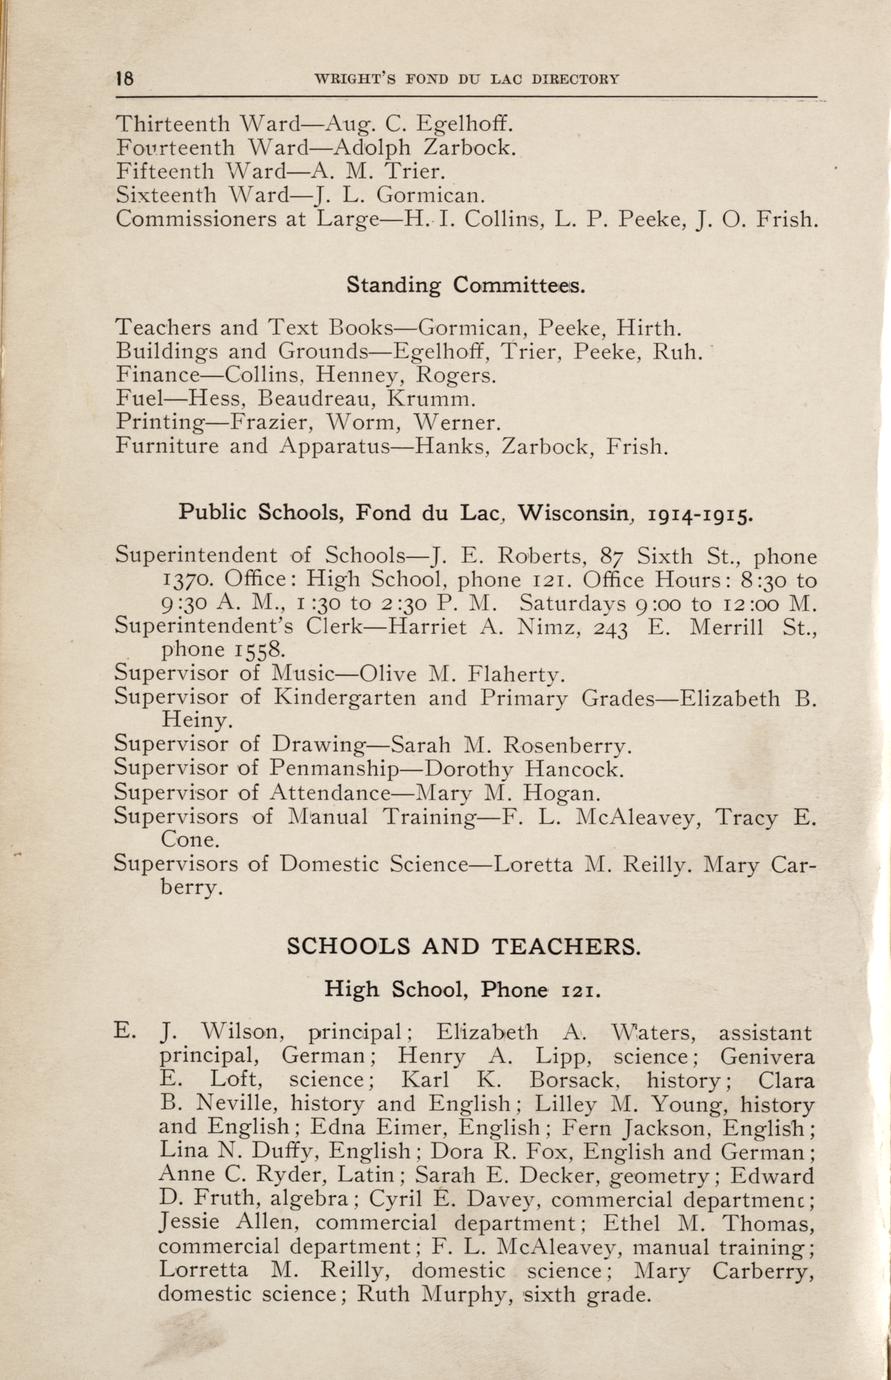 18 WRIGHT'S FOND DU LAC DIRECTORY
Thirteenth Ward—Aug. C. Egelhoff.
Fourteenth Ward—Adolph Zarbock.
Fifteenth Ward—A. M. Trier.
Sixteenth Ward—J. L. Gormican.
Commissioners at Large—H. I. Collins, L. P. Peeke, J. O. Frish.
Standing Committees.
Teachers and Text Books—Gormican, Peeke, Hirth.
Buildings and Grounds—Egelhoff, Trier, Peeke, Ruh.
Finance—Collins, Henney, Rogers.
Fuel—Hess, Beaudreau, Krumm.
Printing—Frazier, Worm, Werner.
Furniture and Apparatus—Hanks, Zarbock, Frish.
Public Schools, Fond du Lac, Wisconsin, 1914-1915.
Superintendent of Schools—J. E. Roberts, 87 Sixth St., phone
1370. Office: High School, phone 121. Office Hours: 8:30 to
9:30 A. M., 1:30 to 2:30 P. M. Saturdays 9:00 to 12:00 M.
Superintendent's Clerk—Harriet A. Nimz, 243 E. Merrill St.,
phone 1558.
Supervisor of Music—Olive M. Flaherty.
Supervisor of Kindergarten and Primary Grades—Elizabeth B.
Heiny.
Supervisor of Drawing—Sarah M. Rosenberry.
Supervisor of Penmanship—Dorothy Hancock.
Supervisor of Attendance—Mary M. Hogan.
Supervisors of Manual Training—F. L. McAleavey, Tracy E.
Cone.
Supervisors of Domestic Science—Loretta M. Reilly. Mary Car-
berry.
SCHOOLS AND TEACHERS.
High School, Phone 121.
E. J. Wilson, principal; Elizabeth A. Waters, assistant
principal, German; Henry A. Lipp, science; Genivera
E. Loft, science; Karl K. Borsack, history; Clara
B. Neville, history and English; Lilley M. Young, history
and English; Edna Eimer, English; Fern Jackson, English;
Lina N. Duffy, English; Dora R. Fox, English and German;
Anne C. Ryder, Latin; Sarah E. Decker, geometry; Edward
D. Fruth, algebra; Cyril E. Davey, commercial department;
Jessie Allen, commercial department; Ethel M. Thomas,
commercial department; F. L. McAleavey, manual training;
Lorretta M. Reilly, domestic science; Mary Carberry,
domestic science; Ruth Murphy, sixth grade.